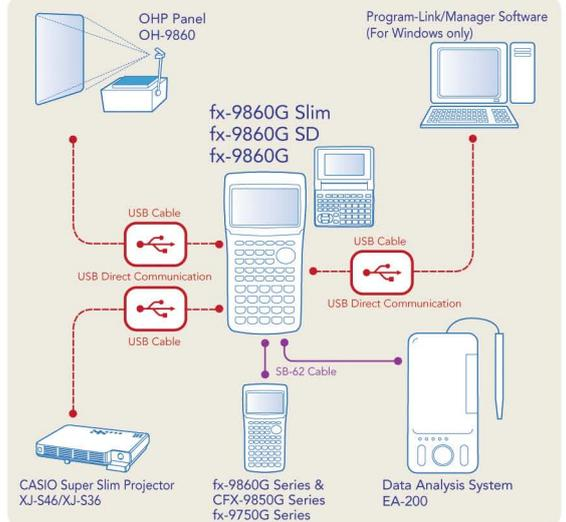 OHP Panel
OH-9860
Program-Link/Manager Software
(For Windows only)
fx-9860G Slim
fx-9860G SD
fx-9860G
USB Cable
USB Direct Communication
USB Cable
USB Cable
USB Direct Communication
SB-62 Cable
CASIO Super Slim Projector
XJ-S46/XJ-S36
fx-9860G Series &
CFX-9850G Series
fx-9750G Series
Data Analysis System
EA-200